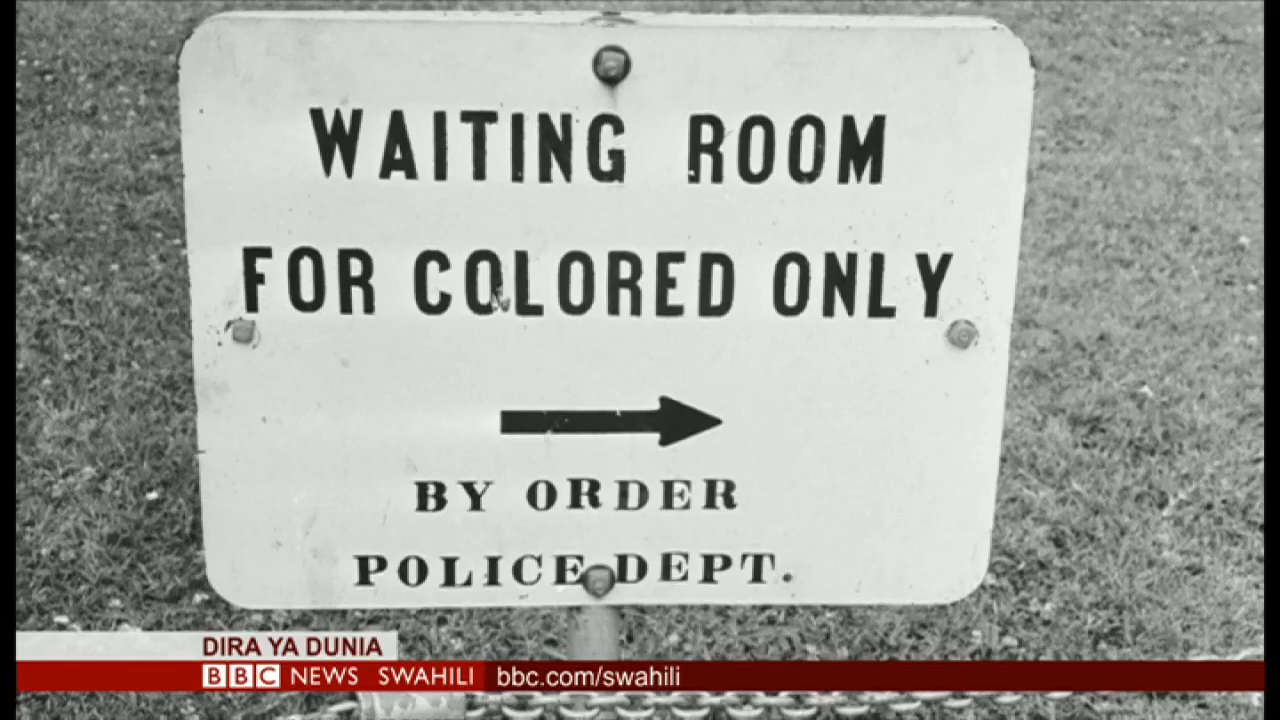 WAITING ROOM
FOR COLORED ONLY
BY ORDER
POLICE DEPT.
DIRA YA DUNIA
BBC NEWS SWAHILI bbc.com/swahili